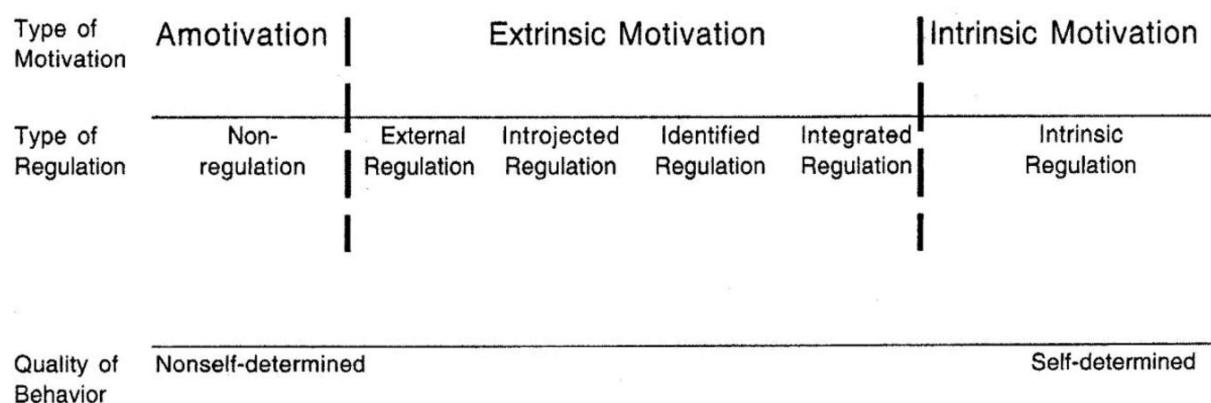 Type of Motivation
Amotivation
Extrinsic Motivation
Intrinsic Motivation
Type of Regulation
Non-regulation
External Regulation
Introjected Regulation
Identified Regulation
Integrated Regulation
Intrinsic Regulation
Quality of Behavior
Nonself-determined
Self-determined